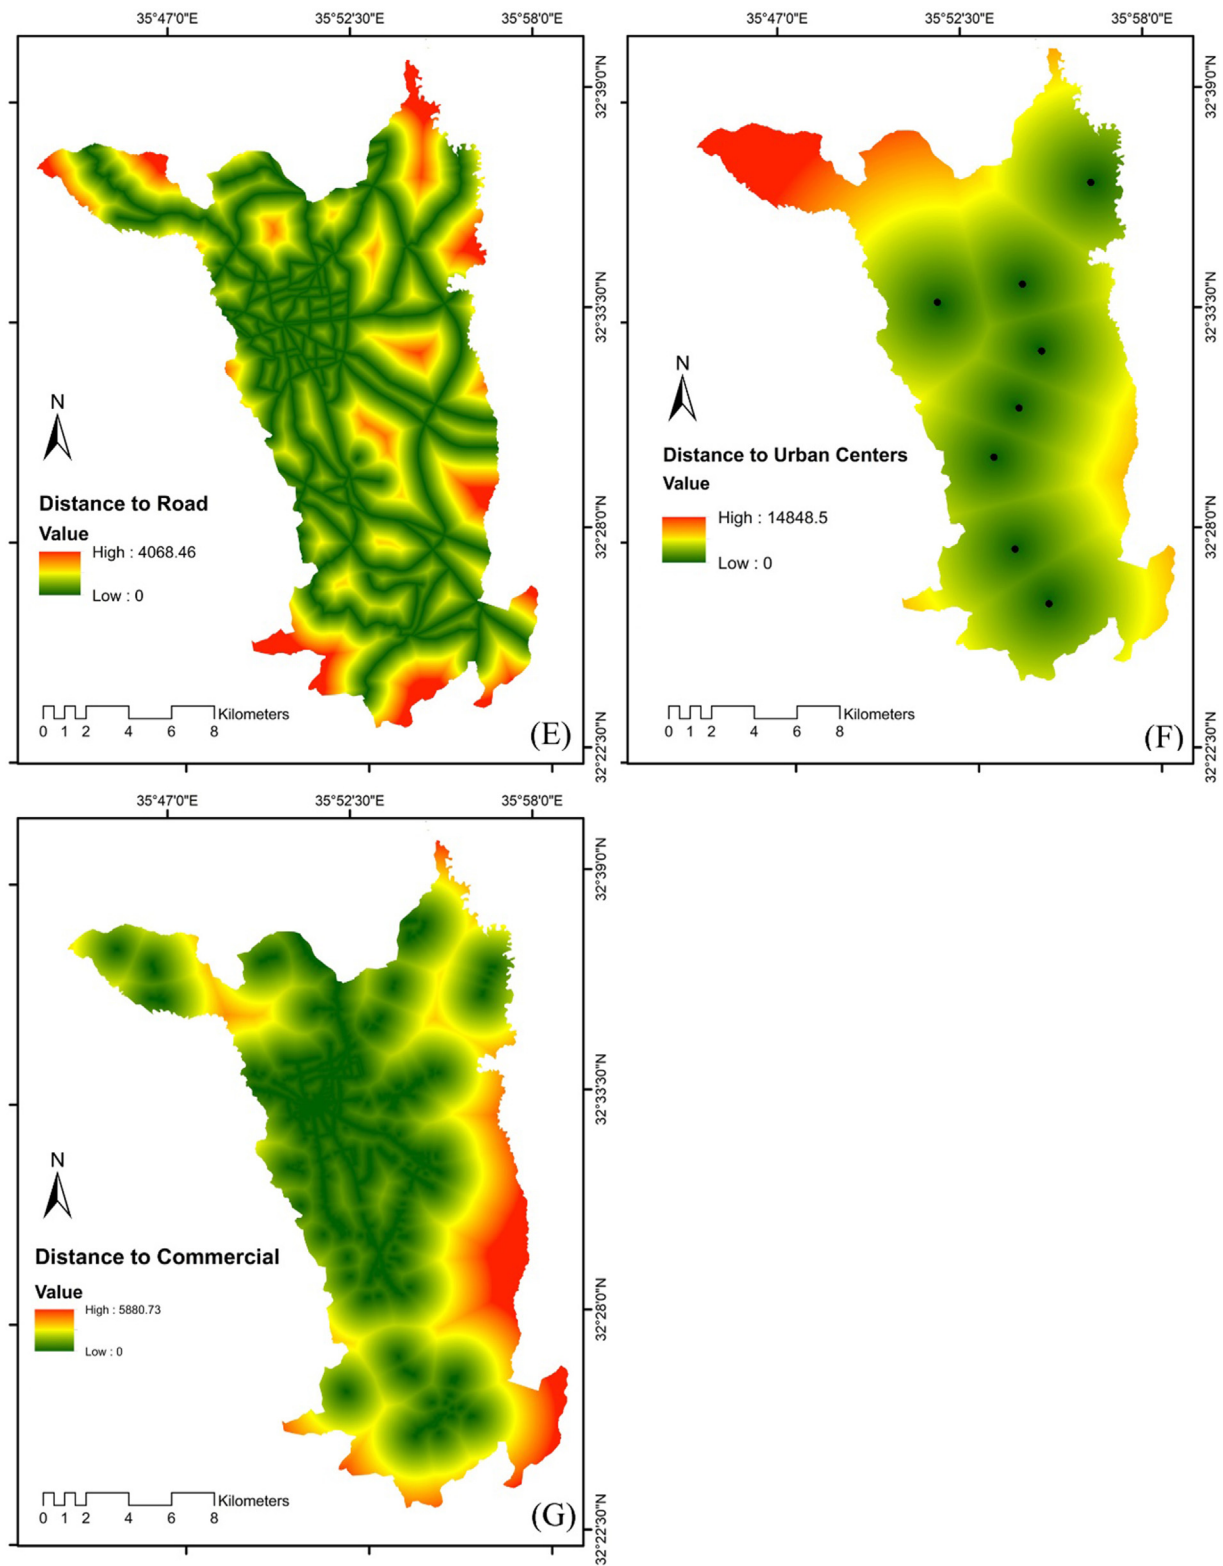 35°47'0"E 35°52'30"E 35°58'0"E
32°39'0"N
32°33'30"N
32°28'0"N
32°22'30"N
N
Distance to Road
Value
High : 4068.46
Low : 0
0 1 2 4 6 8 Kilometers
(E)
35°47'0"E 35°52'30"E 35°58'0"E
32°39'0"N
32°33'30"N
32°28'0"N
32°22'30"N
N
Distance to Urban Centers
Value
High : 14848.5
Low : 0
0 1 2 4 6 8 Kilometers
(F)
35°47'0"E 35°52'30"E 35°58'0"E
32°39'0"N
32°33'30"N
32°28'0"N
32°22'30"N
N
Distance to Commercial
Value
High : 5880.73
Low : 0
0 1 2 4 6 8 Kilometers
(G)